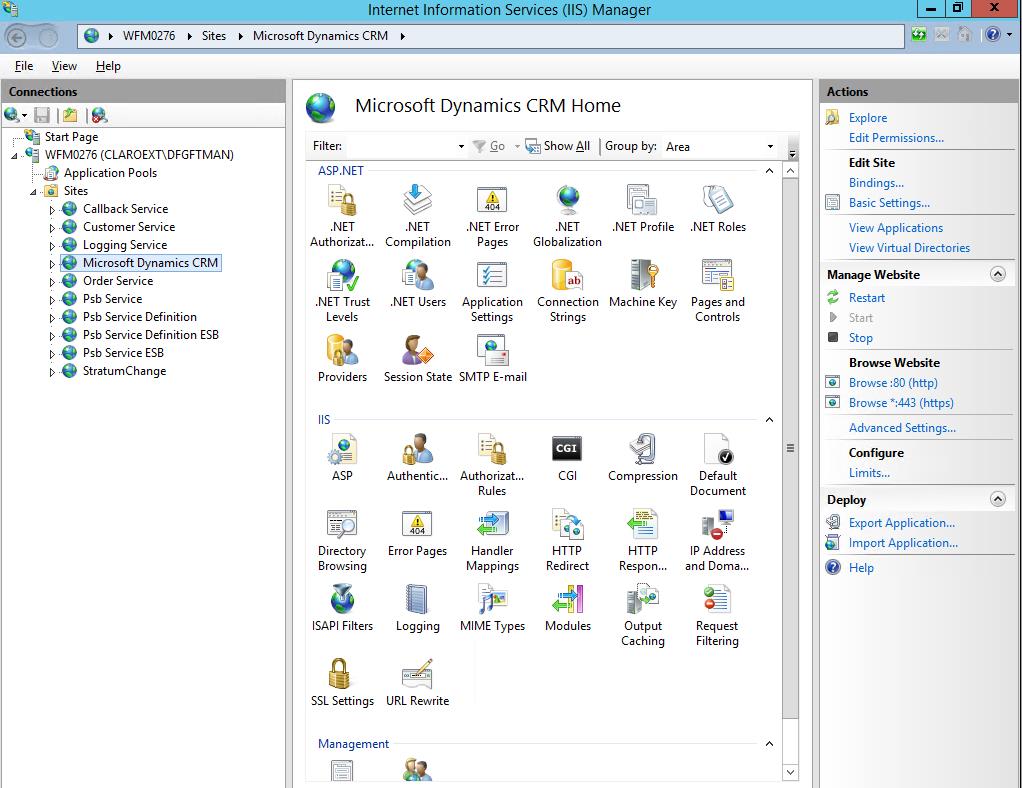 Internet Information Services (IIS) Manager
WFM0276 Sites Microsoft Dynamics CRM
File View Help
Connections
Start Page
WFM0276 (CLAROEXT\DFGFTMAN)
Application Pools
Sites
Callback Service
Customer Service
Logging Service
Microsoft Dynamics CRM
Order Service
Psb Service
Psb Service Definition
Psb Service Definition ESB
Psb Service ESB
StratumChange
Microsoft Dynamics CRM Home
Filter: Go Show All Group by: Area
ASP.NET
.NET Authorizat...
.NET Compilation
.NET Error Pages
.NET Globalization
.NET Profile
.NET Roles
.NET Trust Levels
.NET Users
Application Settings
Connection Strings
Machine Key
Pages and Controls
Providers
Session State
SMTP E-mail
IIS
ASP
Authentic...
Authorizat... Rules
CGI
Compression
Default Document
Directory Browsing
Error Pages
Handler Mappings
HTTP Redirect
HTTP Respon...
IP Address and Doma...
ISAPI Filters
Logging
MIME Types
Modules
Output Caching
Request Filtering
SSL Settings
URL Rewrite
Management
Actions
Explore
Edit Permissions...
Edit Site
Bindings...
Basic Settings...
View Applications
View Virtual Directories
Manage Website
Restart
Start
Stop
Browse Website
Browse :80 (http)
Browse *:443 (https)
Advanced Settings...
Configure
Limits...
Deploy
Export Application...
Import Application...
Help